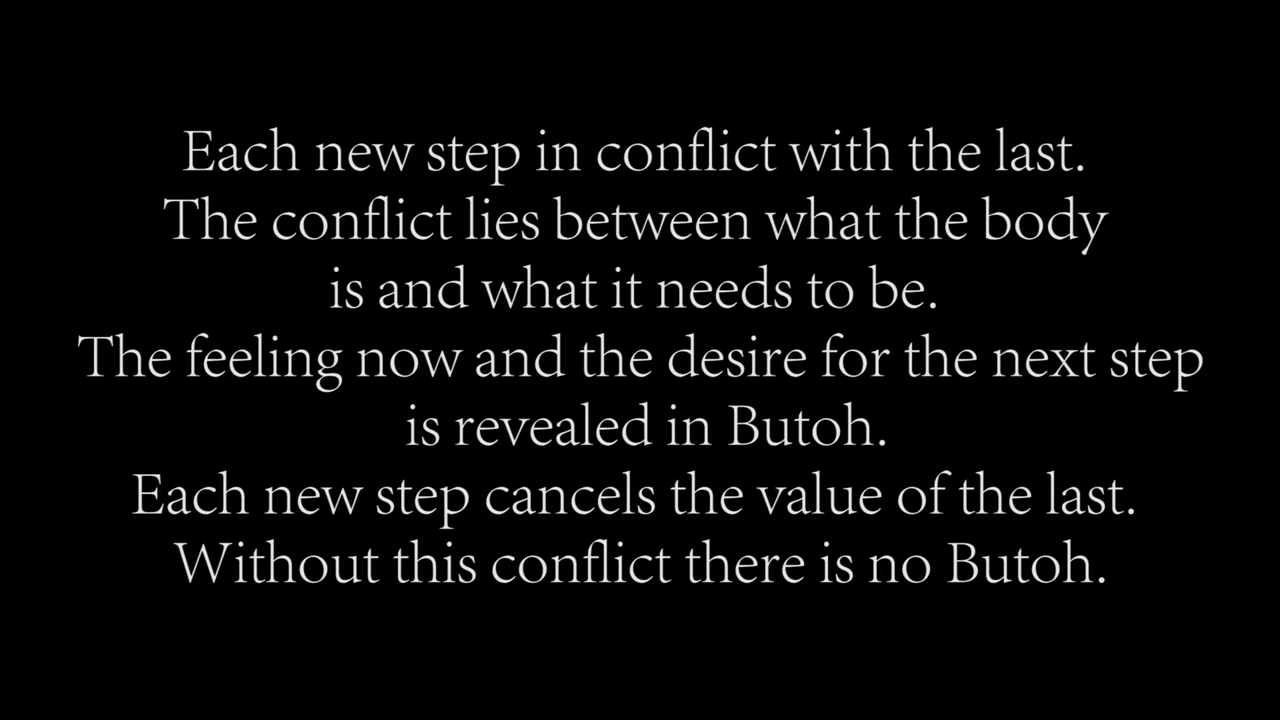 Each new step in conflict with the last.
The conflict lies between what the body
is and what it needs to be.
The feeling now and the desire for the next step
is revealed in Butoh.
Each new step cancels the value of the last.
Without this conflict there is no Butoh.